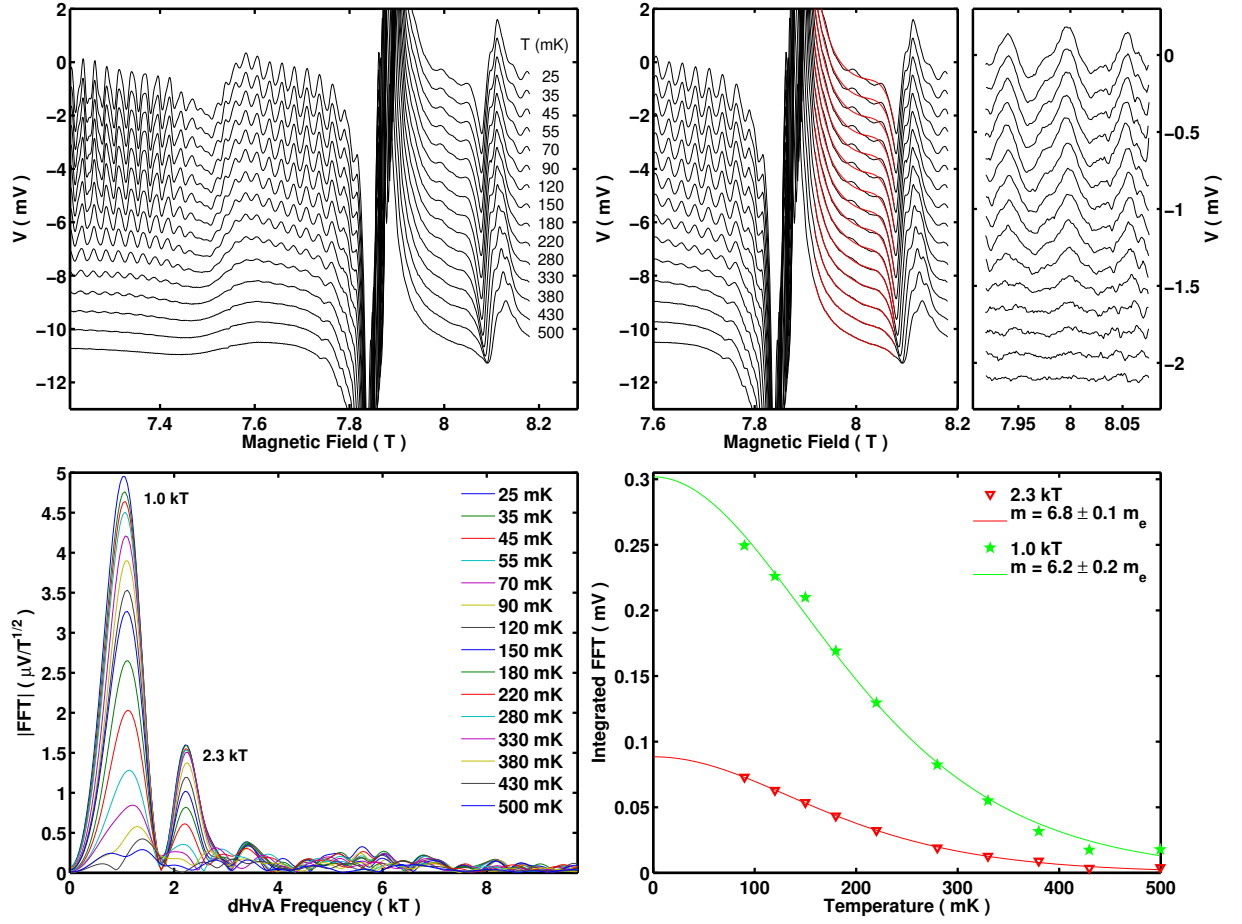 2
0
−2
−4
−6
−8
−10
−12
V ( mV )
7.4
7.6
7.8
8
8.2
Magnetic Field ( T )
T (mK)
25
35
45
55
70
90
120
150
180
220
280
330
380
430
500
2
0
−2
−4
−6
−8
−10
−12
V ( mV )
7.6
7.7
7.8
7.9
8
8.1
8.2
Magnetic Field ( T )
0
−0.5
−1
−1.5
−2
V ( mV )
7.95
8
8.05
5
4.5
4
3.5
3
2.5
2
1.5
1
0.5
0
|FFT| ( μV/T^{1/2} )
0
2
4
6
8
dHvA Frequency ( kT )
1.0 kT
2.3 kT
25 mK
35 mK
45 mK
55 mK
70 mK
90 mK
120 mK
150 mK
180 mK
220 mK
280 mK
330 mK
380 mK
430 mK
500 mK
0.3
0.25
0.2
0.15
0.1
0.05
0
Integrated FFT ( mV )
0
100
200
300
400
500
Temperature ( mK )
2.3 kT
m = 6.8 ± 0.1 m_e
1.0 kT
m = 6.2 ± 0.2 m_e